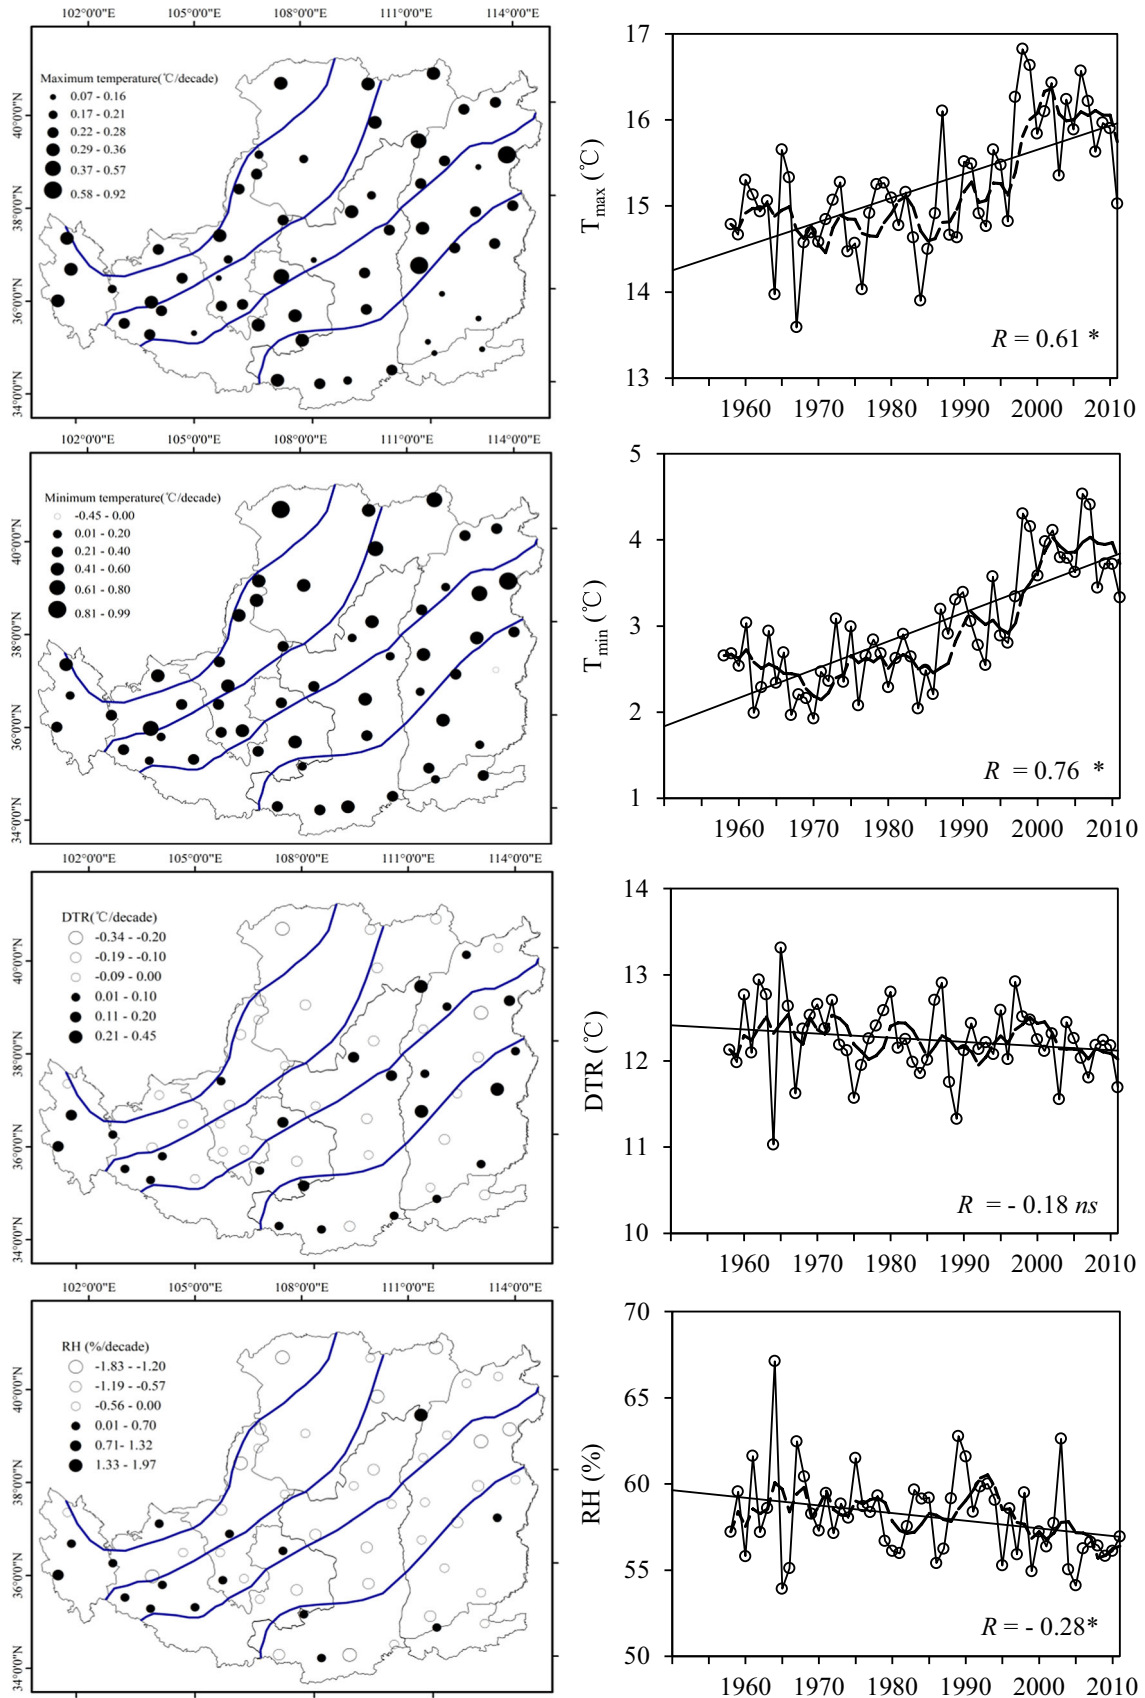 102°0'0"E 105°0'0"E 108°0'0"E 111°0'0"E 114°0'0"E
Maximum temperature(℃/decade)
0.07 - 0.16
0.17 - 0.21
0.22 - 0.28
0.29 - 0.36
0.37 - 0.57
0.58 - 0.92
40°0'0"N
38°0'0"N
36°0'0"N
34°0'0"N
17
16
15
14
13
T max (℃)
R = 0.61 *
1960 1970 1980 1990 2000 2010
102°0'0"E 105°0'0"E 108°0'0"E 111°0'0"E 114°0'0"E
Minimum temperature(℃/decade)
-0.45 - 0.00
0.01 - 0.20
0.21 - 0.40
0.41 - 0.60
0.61 - 0.80
0.81 - 0.99
40°0'0"N
38°0'0"N
36°0'0"N
34°0'0"N
5
4
3
2
1
T min (℃)
R = 0.76 *
1960 1970 1980 1990 2000 2010
102°0'0"E 105°0'0"E 108°0'0"E 111°0'0"E 114°0'0"E
DTR(℃/decade)
-0.34 - -0.20
-0.19 - -0.10
-0.09 - 0.00
0.01 - 0.10
0.11 - 0.20
0.21 - 0.45
40°0'0"N
38°0'0"N
36°0'0"N
34°0'0"N
14
13
12
11
10
DTR (℃)
R = - 0.18 ns
1960 1970 1980 1990 2000 2010
102°0'0"E 105°0'0"E 108°0'0"E 111°0'0"E 114°0'0"E
RH (%/decade)
-1.83 - -1.20
-1.19 - -0.57
-0.56 - 0.00
0.01 - 0.70
0.71- 1.32
1.33 - 1.97
40°0'0"N
38°0'0"N
36°0'0"N
34°0'0"N
70
65
60
55
50
RH (%)
R = - 0.28*
1960 1970 1980 1990 2000 2010